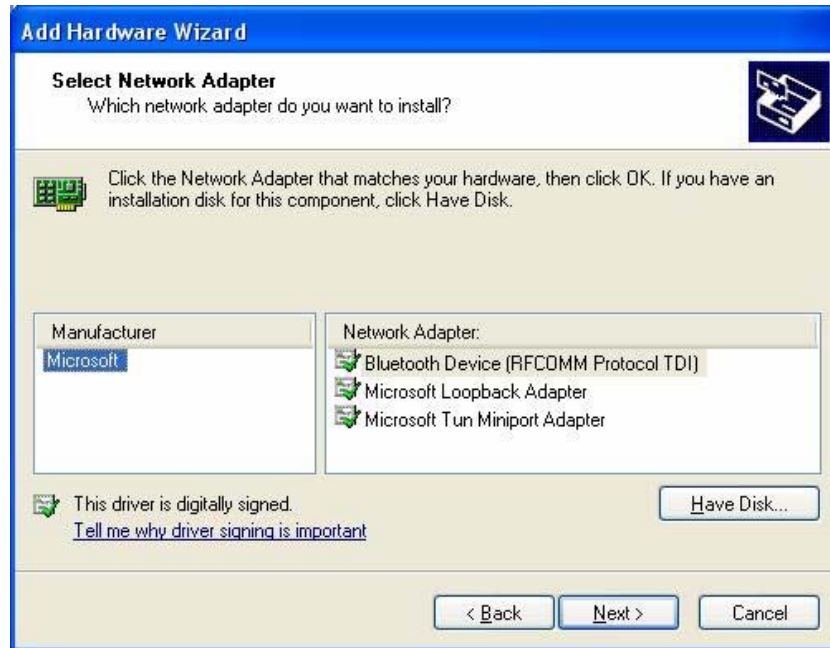 Add Hardware Wizard
Select Network Adapter
Which network adapter do you want to install?
Click the Network Adapter that matches your hardware, then click OK. If you have an
installation disk for this component, click Have Disk.
Manufacturer
Microsoft
Network Adapter:
Bluetooth Device (RFCOMM Protocol TDI)
Microsoft Loopback Adapter
Microsoft Tun Miniport Adapter
This driver is digitally signed.
Tell me why driver signing is important
Have Disk...
< Back
Next >
Cancel